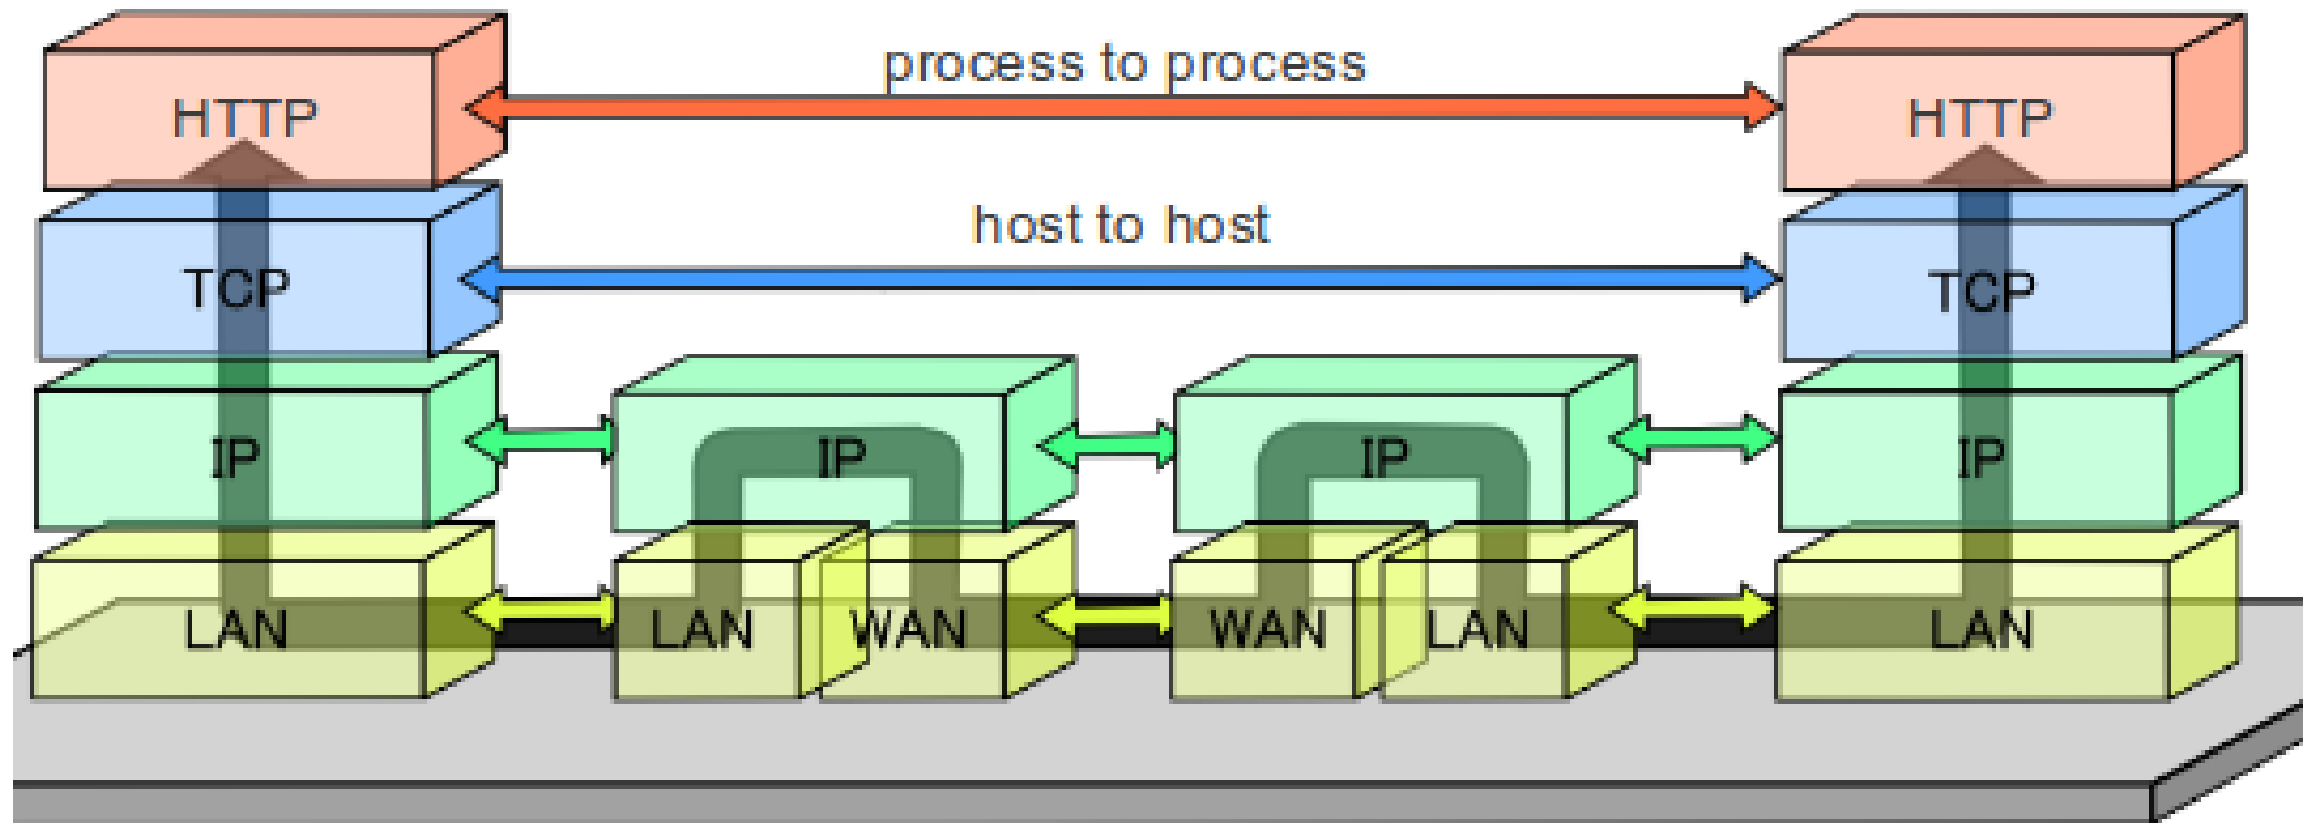 process to process
HTTP
HTTP
host to host
TCP
TCP
IP
IP
IP
IP
LAN
LAN
WAN
WAN
LAN
LAN